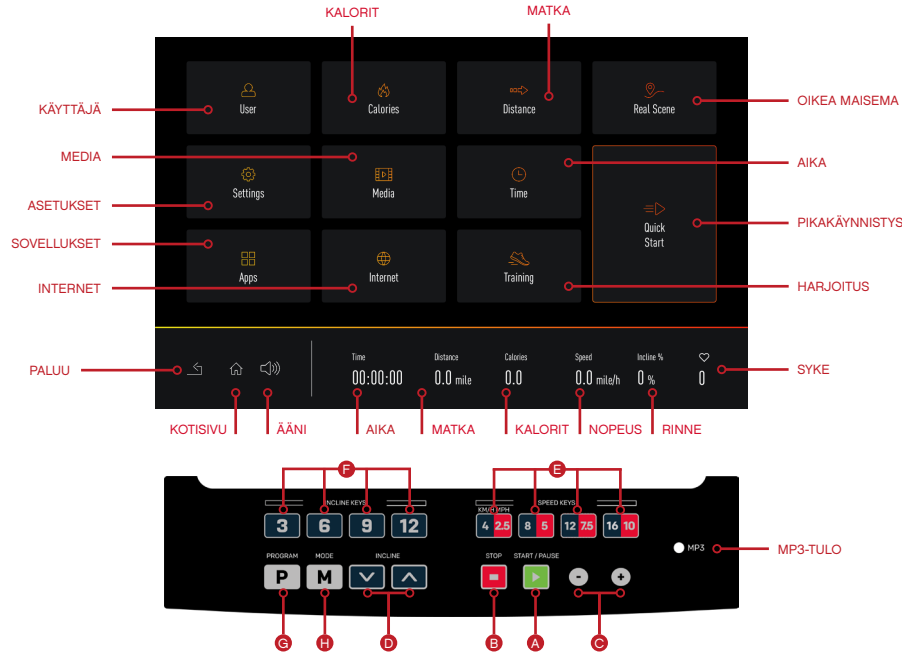 KALORIT
MATKA
User
Calories
Distance
Real Scene
KÄYTTÄJÄ
OIKEA MAISEMA
MEDIA
AIKA
Settings
Media
Time
ASETUKSET
Quick
Start
PIKAKÄYNNISTYS
SOVELLUKSET
Apps
Internet
Training
INTERNET
HARJOITUS
Time
Distance
Calories
Speed
Incline %
PALUU
00:00:00
0.0 mile
0.0
0.0 mile/h
0 %
0
SYKE
KOTISIVU
ÄÄNI
AIKA
MATKA
KALORIT
NOPEUS
RINNE
F
E
INCLINE KEYS
SPEED KEYS
KM/H MPH
3
6
9
12
4 2.5
8 5
12 7.5
16 10
MP3
MP3-TULO
PROGRAM
MODE
INCLINE
STOP
START / PAUSE
P
M
-
+
G
H
D
B
A
C